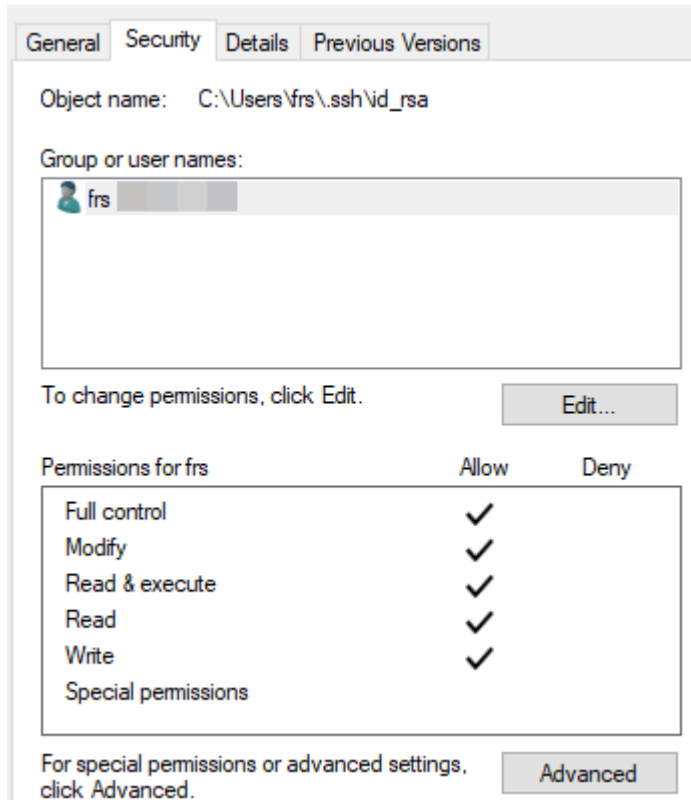 General Security Details Previous Versions
Object name: C:\Users\frs\.ssh\id_rsa
Group or user names:
frs
To change permissions, click Edit.
Edit...
Permissions for frs Allow Deny
Full control
Modify
Read & execute
Read
Write
Special permissions
For special permissions or advanced settings,
click Advanced.
Advanced